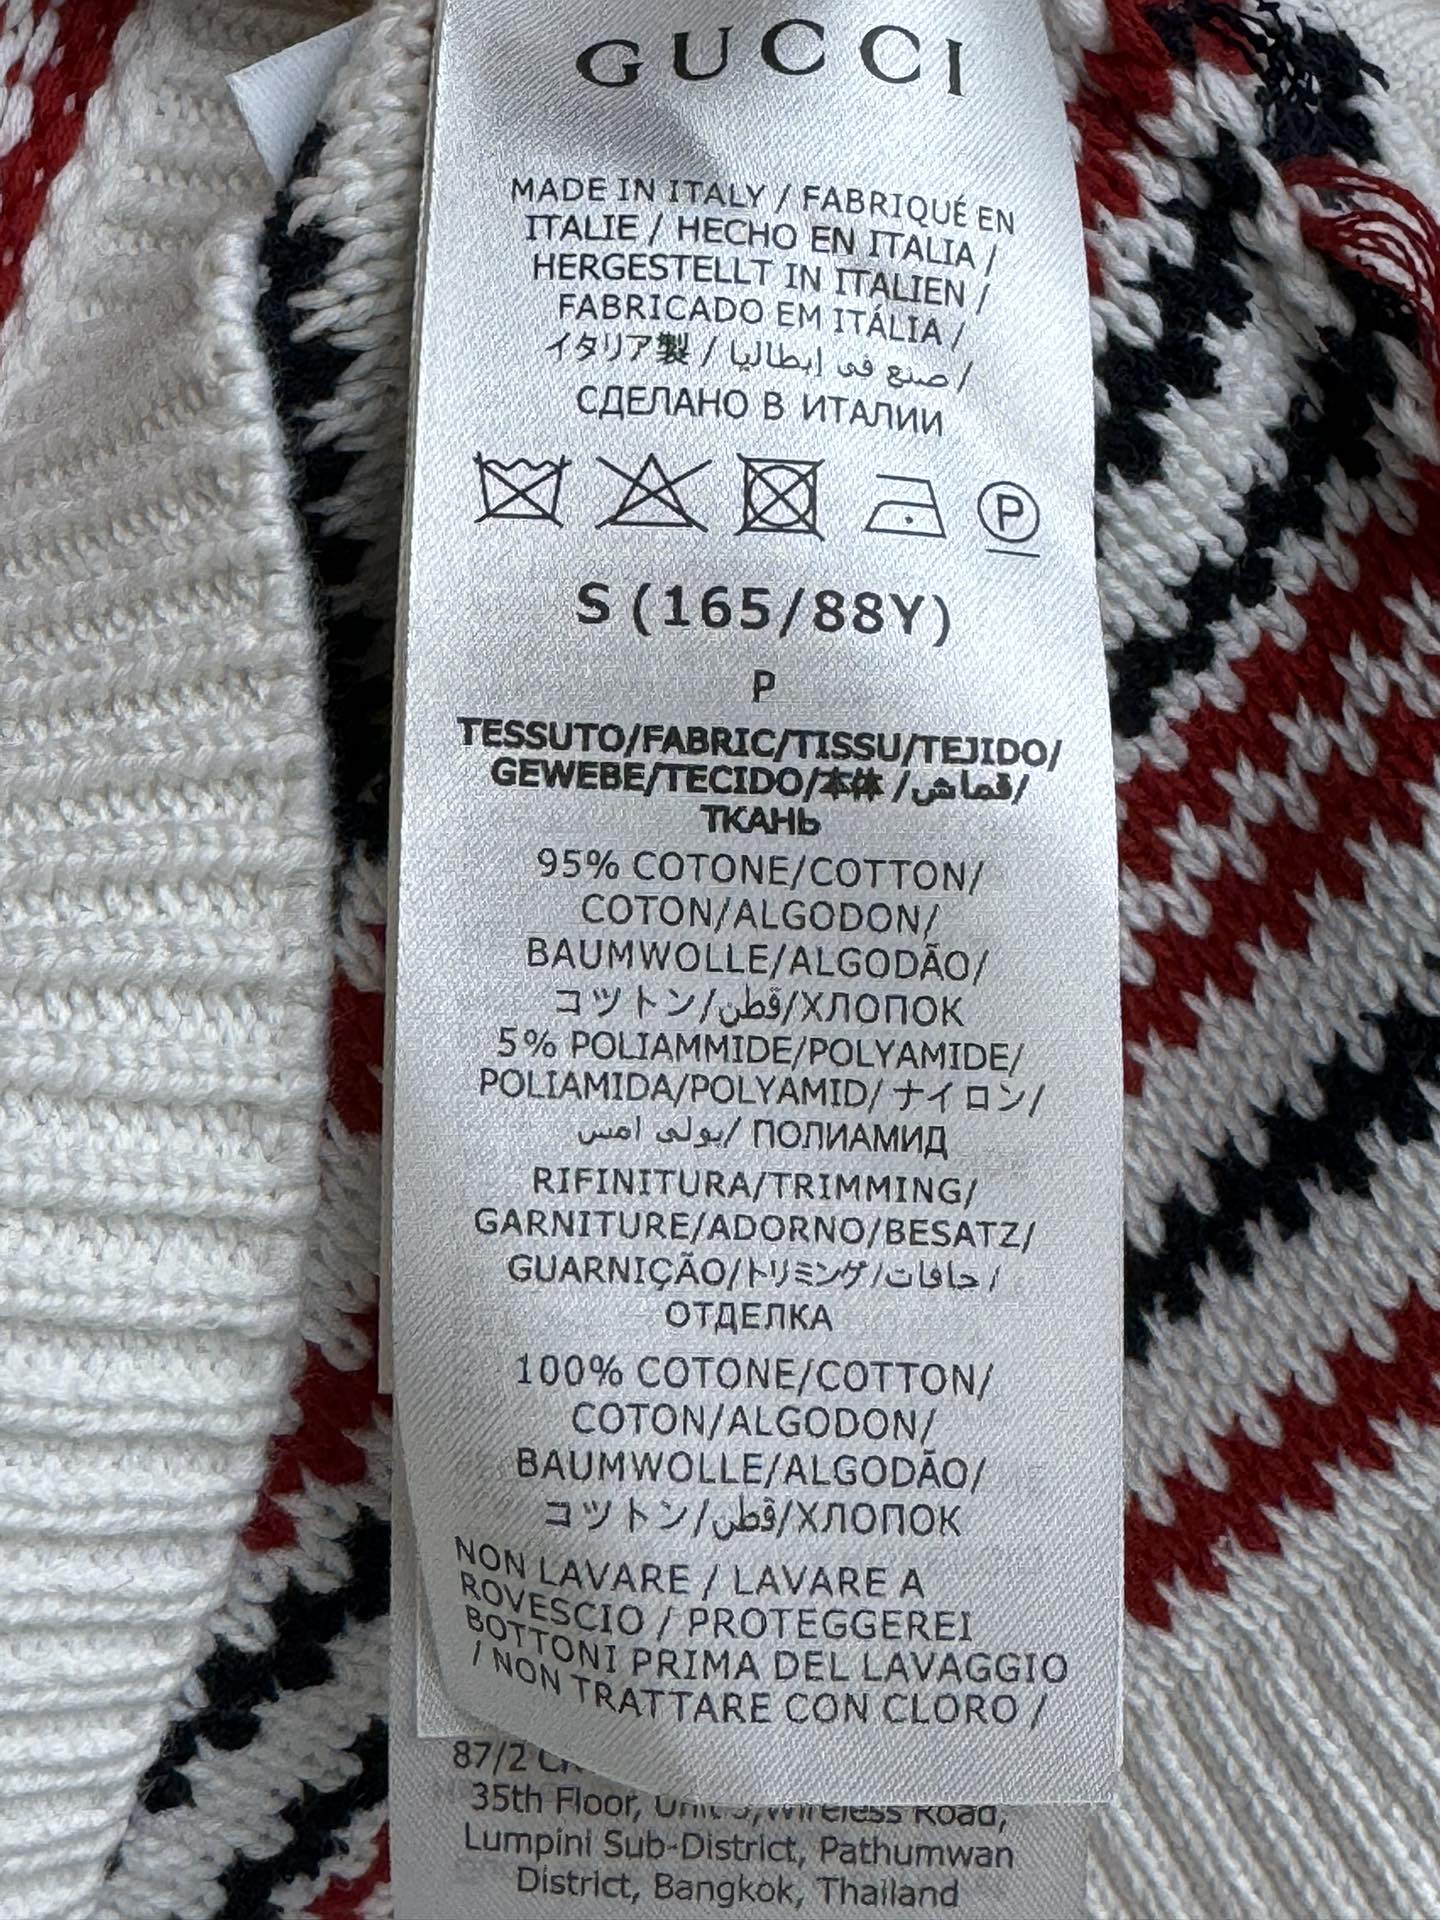 GUCCI
MADE IN ITALY / FABRIQUÉ EN
ITALIE / HECHO EN ITALIA /
HERGESTELLT IN ITALIEN /
FABRICADO EM ITÁLIA /
イタリア製 / صنع في إيطاليا /
СДЕЛАНО В ИТАЛИИ
P
S (165/88Y)
P
TESSUTO/FABRIC/TISSU/TEJIDO/
GEWEBE/TECIDO/本体 /قماش/
ТКАНЬ
95% COTONE/COTTON/
COTON/ALGODON/
BAUMWOLLE/ALGODÃO/
コットン/قطن/ХЛОПОК
5% POLIAMMIDE/POLYAMIDE/
POLIAMIDA/POLYAMID/ ナイロン/
بولي امس/ ПОЛИАМИД
RIFINITURA/TRIMMING/
GARNITURE/ADORNO/BESATZ/
GUARNIÇÃO/トリミング/حافات /
ОТДЕЛКА
100% COTONE/COTTON/
COTON/ALGODON/
BAUMWOLLE/ALGODÃO/
コットン/قطن/ХЛОПОК
NON LAVARE / LAVARE A
ROVESCIO / PROTEGGEREI
BOTTONI PRIMA DEL LAVAGGIO
/ NON TRATTARE CON CLORO /
87/2
35th Floor, Wireless Road,
Lumpini Sub-District, Pathumwan
District, Bangkok, Thailand